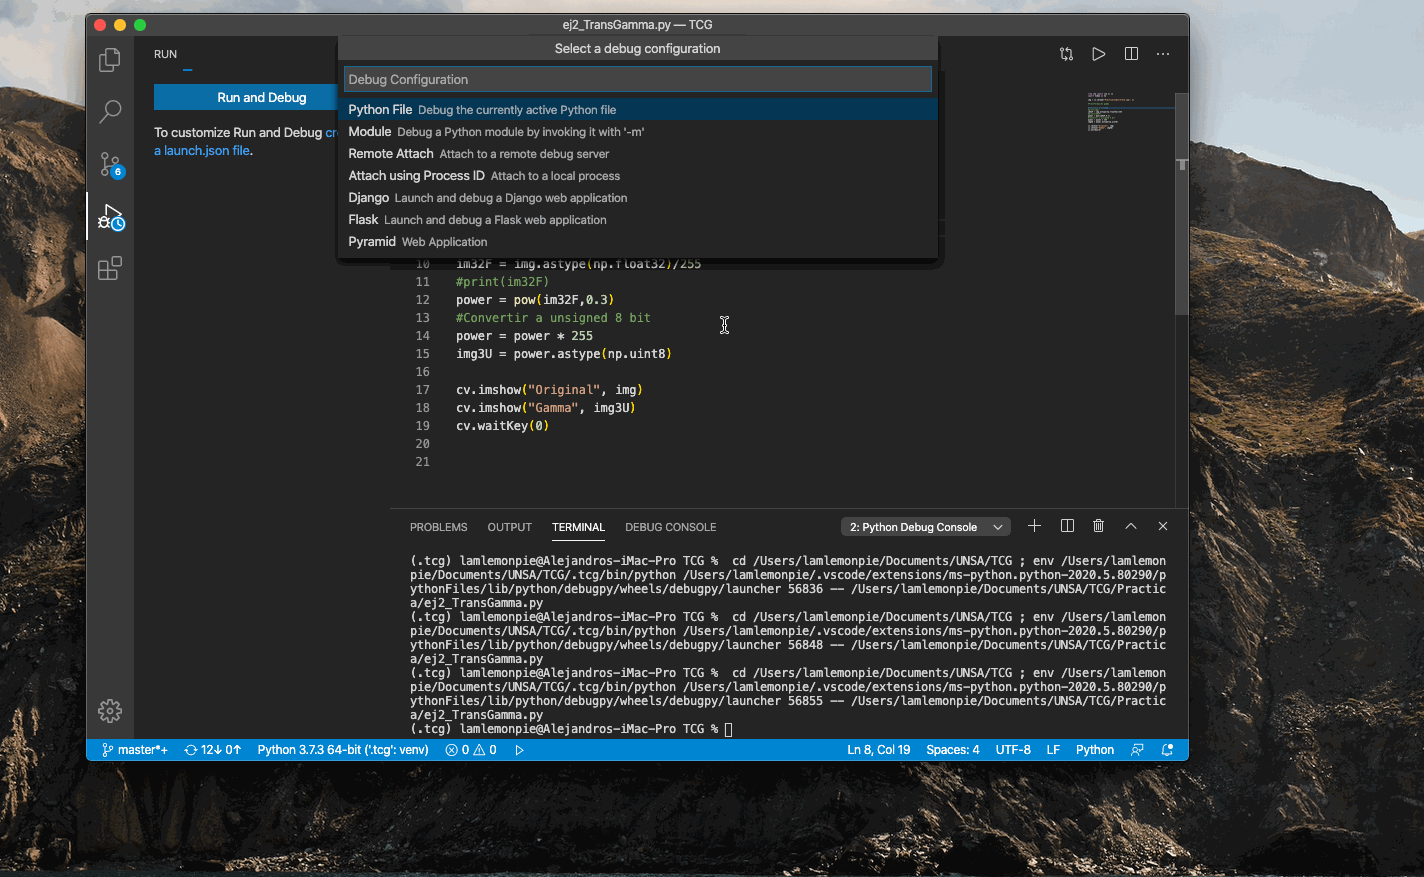 ej2_TransGamma.py — TCG
Select a debug configuration
RUN
Debug Configuration
Run and Debug
Python File Debug the currently active Python file
To customize Run and Debug
a launch.json file.
Module Debug a Python module by invoking it with '-m'
Remote Attach Attach to a remote debug server
Attach using Process ID Attach to a local process
Django Launch and debug a Django web application
Flask Launch and debug a Flask web application
Pyramid Web Application
6
10 im32F = img.astype(np.float32)/255
11 #print(im32F)
12 power = pow(im32F,0.3)
13 #Convertir a unsigned 8 bit
14 power = power * 255
15 img3U = power.astype(np.uint8)
16
17 cv.imshow("Original", img)
18 cv.imshow("Gamma", img3U)
19 cv.waitKey(0)
20
21
PROBLEMS OUTPUT TERMINAL DEBUG CONSOLE 2: Python Debug Console
(.tcg) lamlemonpie@Alejandros-iMac-Pro TCG % cd /Users/lamlemonpie/Documents/UNSA/TCG ; env /Users/lamlemon
pie/Documents/UNSA/TCG/.tcg/bin/python /Users/lamlemonpie/.vscode/extensions/ms-python.python-2020.5.80290/p
ythonFiles/lib/python/debugpy/wheels/debugpy/launcher 56836 -- /Users/lamlemonpie/Documents/UNSA/TCG/Practic
a/ej2_TransGamma.py
(.tcg) lamlemonpie@Alejandros-iMac-Pro TCG % cd /Users/lamlemonpie/Documents/UNSA/TCG ; env /Users/lamlemon
pie/Documents/UNSA/TCG/.tcg/bin/python /Users/lamlemonpie/.vscode/extensions/ms-python.python-2020.5.80290/p
ythonFiles/lib/python/debugpy/wheels/debugpy/launcher 56848 -- /Users/lamlemonpie/Documents/UNSA/TCG/Practic
a/ej2_TransGamma.py
(.tcg) lamlemonpie@Alejandros-iMac-Pro TCG % cd /Users/lamlemonpie/Documents/UNSA/TCG ; env /Users/lamlemon
pie/Documents/UNSA/TCG/.tcg/bin/python /Users/lamlemonpie/.vscode/extensions/ms-python.python-2020.5.80290/p
ythonFiles/lib/python/debugpy/wheels/debugpy/launcher 56855 -- /Users/lamlemonpie/Documents/UNSA/TCG/Practic
a/ej2_TransGamma.py
(.tcg) lamlemonpie@Alejandros-iMac-Pro TCG %
master*+ 12↓ 0↑ Python 3.7.3 64-bit ('.tcg': venv) 0 0 Ln 8, Col 19 Spaces: 4 UTF-8 LF Python